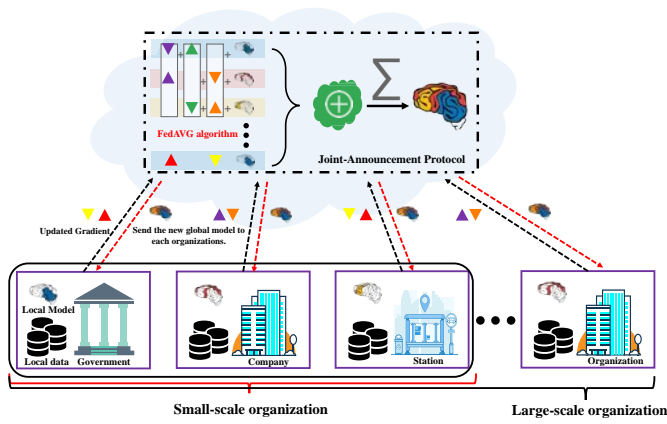 FedAVG algorithm
Joint-Announcement Protocol
Updated Gradient
Send the new global model to
each organizations.
Local Model
Local data
Government
Company
Station
Organization
Small-scale organization
Large-scale organization